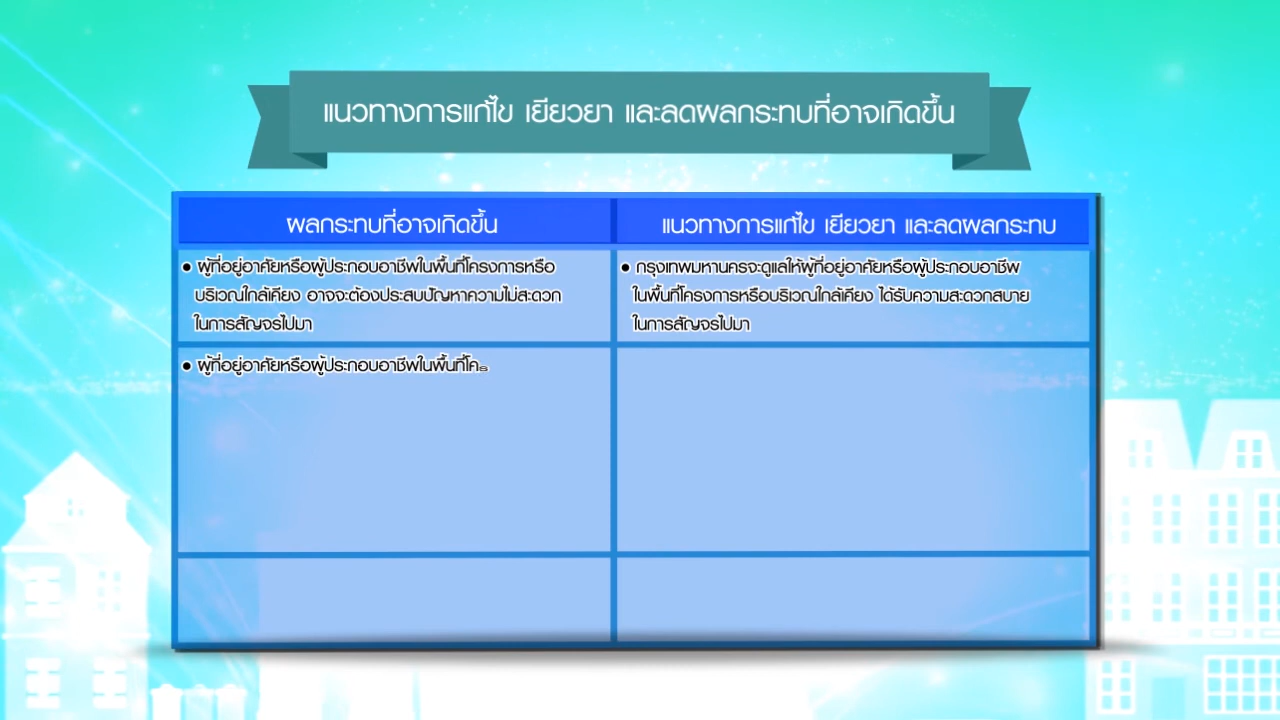 แนวทางการแก้ไข เยียวยา และลดผลกระทบที่อาจเกิดขึ้น
ผลกระทบที่อาจเกิดขึ้น
แนวทางการแก้ไข เยียวยา และลดผลกระทบ
● ผู้ที่อยู่อาศัยหรือผู้ประกอบอาชีพในพื้นที่โครงการหรือ
บริเวณใกล้เคียง อาจจะต้องประสบปัญหาความไม่สะดวก
ในการสัญจรไปมา
● กรุงเทพมหานครจะดูแลให้ผู้ที่อยู่อาศัยหรือผู้ประกอบอาชีพ
ในพื้นที่โครงการหรือบริเวณใกล้เคียง ได้รับความสะดวกสบาย
ในการสัญจรไปมา
● ผู้ที่อยู่อาศัยหรือผู้ประกอบอาชีพในพื้นที่โค